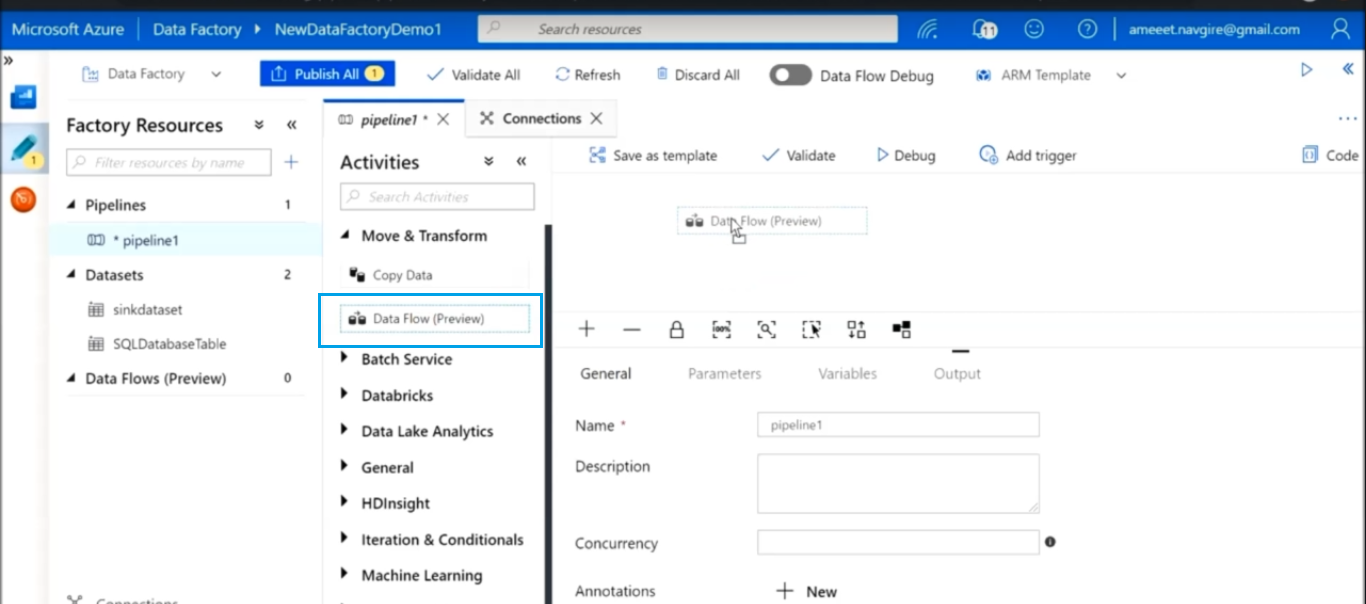 Microsoft Azure
Data Factory
NewDataFactoryDemo1
Search resources
11
ameeet.navgire@gmail.com
Data Factory
Publish All 1
Validate All
Refresh
Discard All
Data Flow Debug
ARM Template
1
Factory Resources
Filter resources by name
Pipelines 1
* pipeline1
Datasets 2
sinkdataset
SQLDatabaseTable
Data Flows (Preview) 0
Connections
pipeline1 *
Connections
Activities
Search Activities
Move & Transform
Copy Data
Data Flow (Preview)
Batch Service
Databricks
Data Lake Analytics
General
HDInsight
Iteration & Conditionals
Machine Learning
Save as template
Validate
Debug
Add trigger
Code
Data Flow (Preview)
100%
General
Parameters
Variables
Output
Name *
pipeline1
Description
Concurrency
Annotations
New